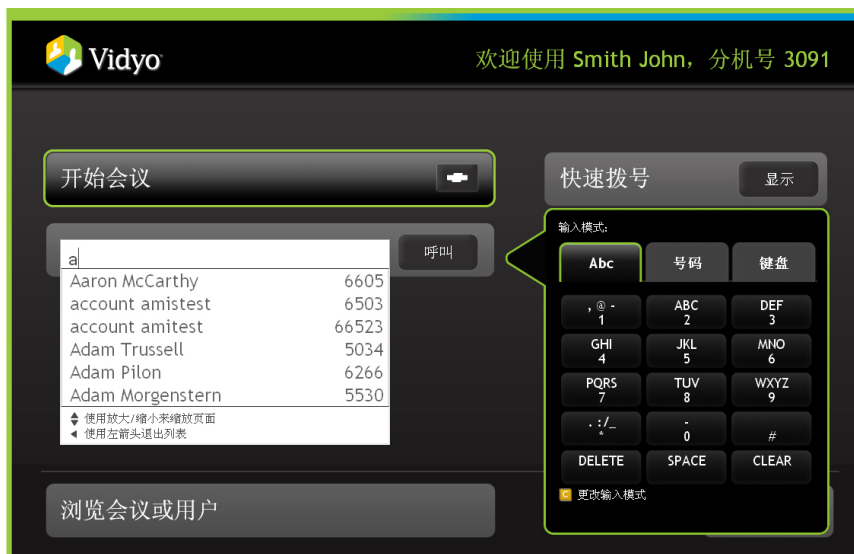 Vidyo
欢迎使用 Smith John，分机号 3091
开始会议
快速拨号
显示
a
呼叫
Aaron McCarthy 6605
account amistest 6503
account amitest 66523
Adam Trussell 5034
Adam Pilon 6266
Adam Morgenstern 5530
使用放大/缩小来缩放页面
使用左箭头退出列表
输入模式:
Abc 号码 键盘
, @ - ABC DEF
1 2 3
GHI JKL MNO
4 5 6
PQRS TUV WXYZ
7 8 9
. :/_ -
* 0 #
DELETE SPACE CLEAR
C 更改输入模式
浏览会议或用户